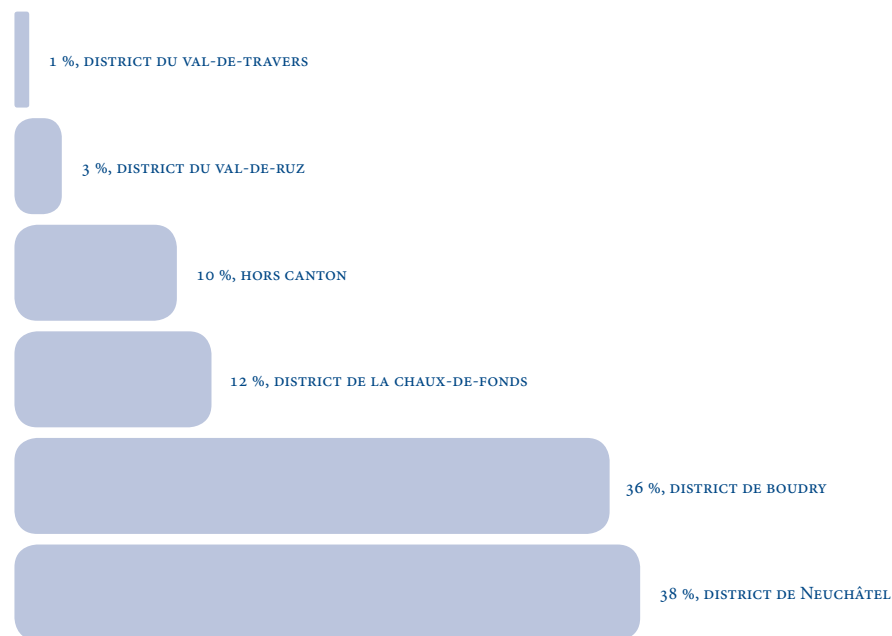 1 %, DISTRICT DU VAL-DE-TRAVERS
3 %, DISTRICT DU VAL-DE-RUZ
10 %, HORS CANTON
12 %, DISTRICT DE LA CHAUX-DE-FONDS
36 %, DISTRICT DE BOUDRY
38 %, DISTRICT DE NEUCHÂTEL